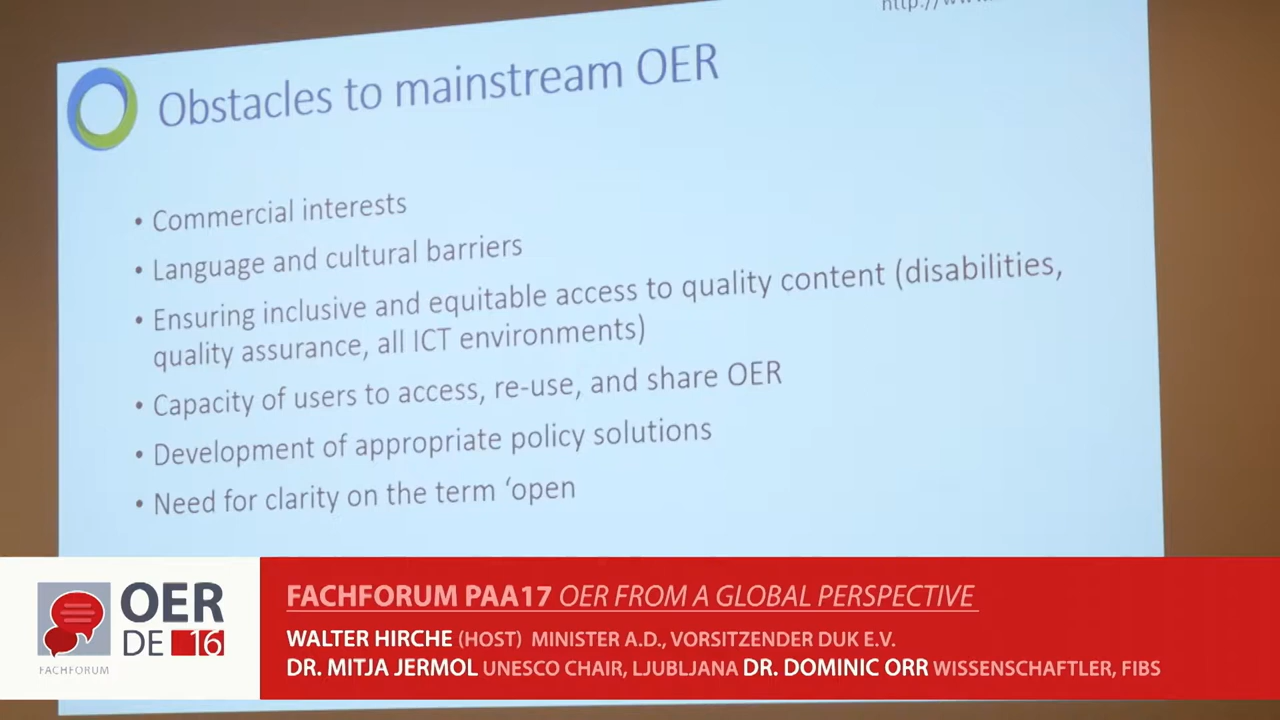 Obstacles to mainstream OER
• Commercial interests
• Language and cultural barriers
• Ensuring inclusive and equitable access to quality content (disabilities,
quality assurance, all ICT environments)
• Capacity of users to access, re-use, and share OER
• Development of appropriate policy solutions
• Need for clarity on the term ‘open
OER
DE 16
FACHFORUM
FACHFORUM PAA17 OER FROM A GLOBAL PERSPECTIVE
WALTER HIRCHE (HOST) MINISTER A.D., VORSITZENDER DUK E.V.
DR. MITJA JERMOL UNESCO CHAIR, LJUBLJANA DR. DOMINIC ORR WISSENSCHAFTLER, FIBS